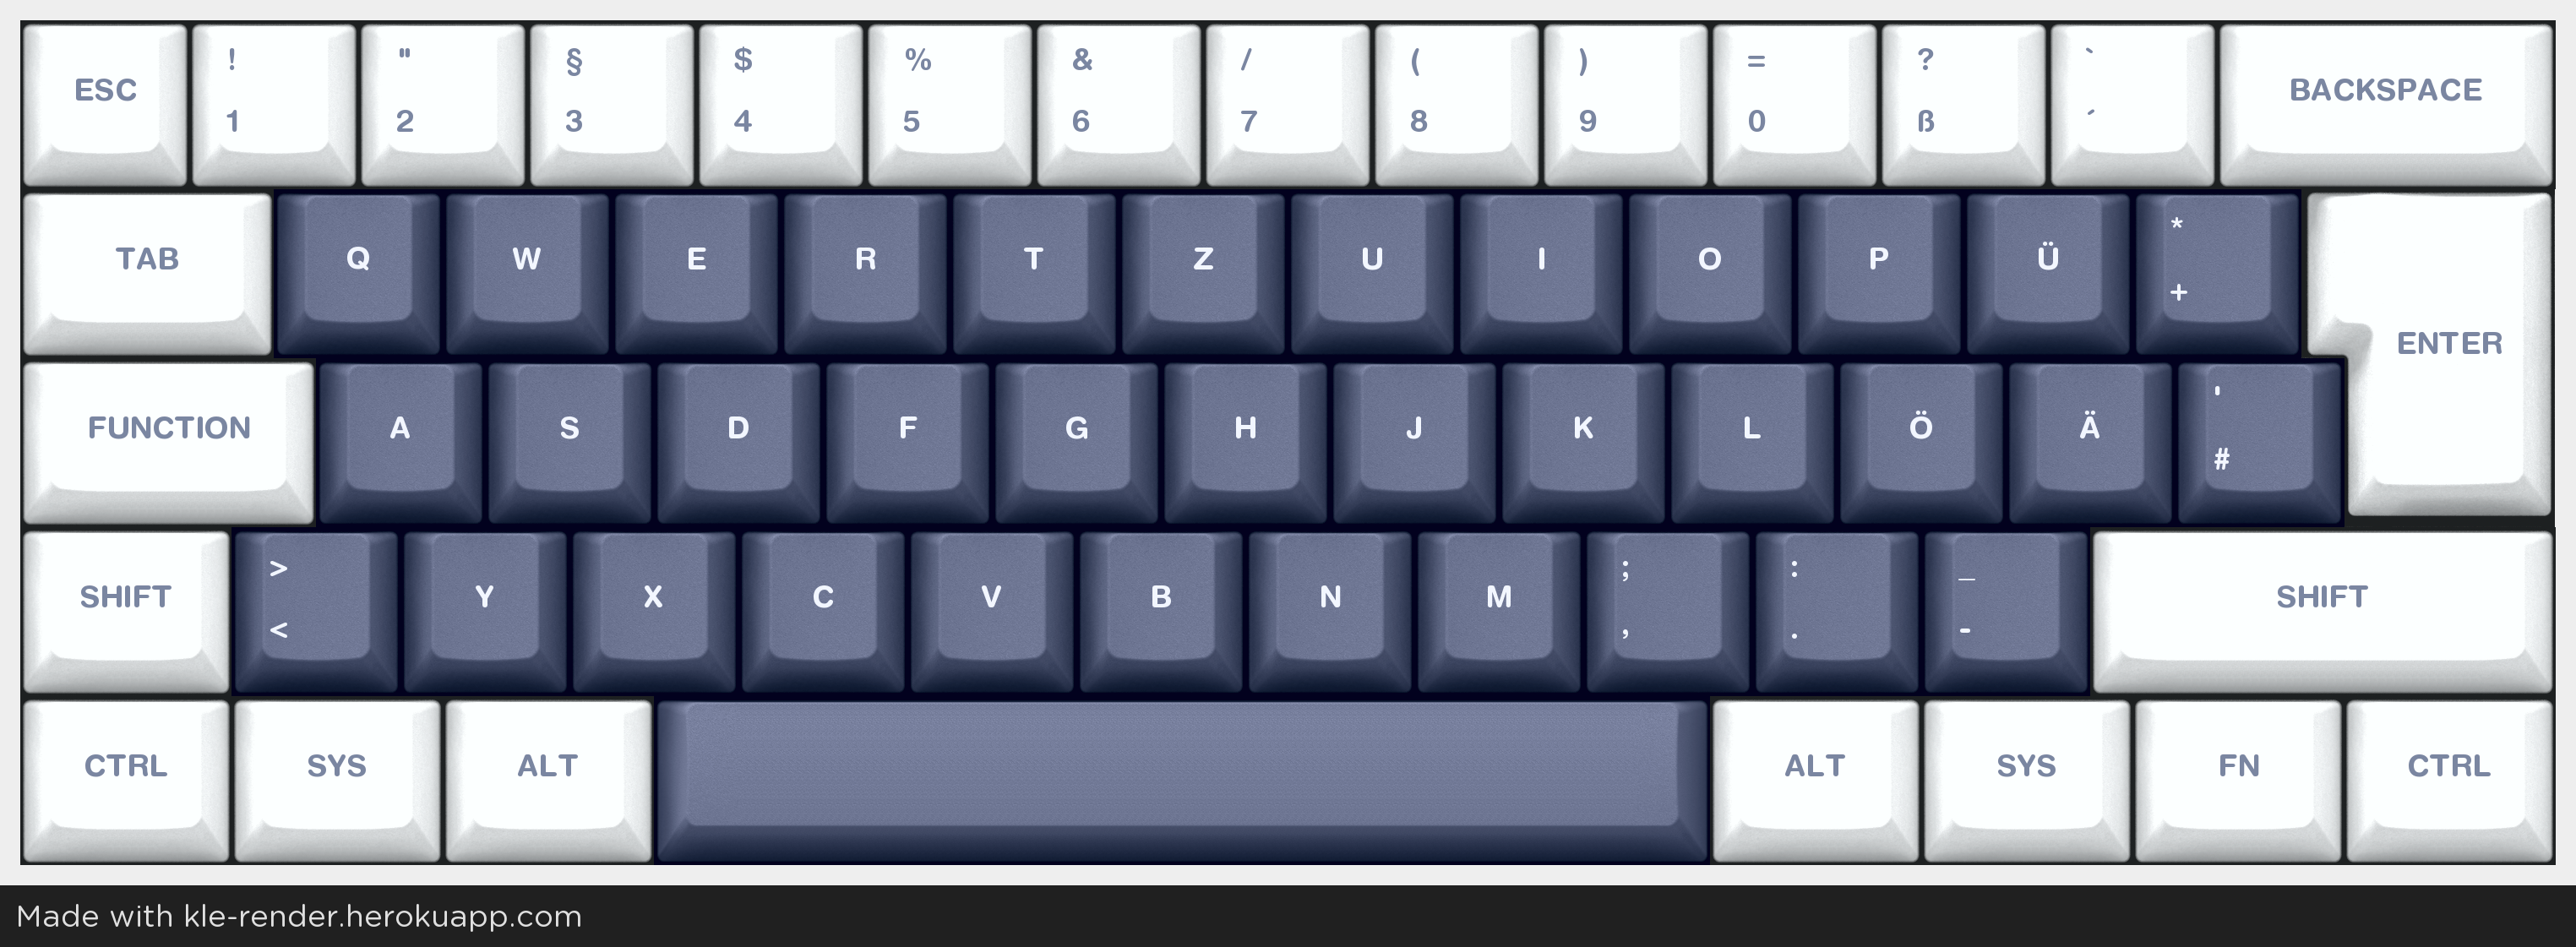 ! " § $ % & / ( ) = ? `
ESC BACKSPACE
1 2 3 4 5 6 7 8 9 0 ß ´
*
TAB Q W E R T Z U I O P Ü
+
ENTER
'
FUNCTION A S D F G H J K L Ö Ä
#
> ; : _
SHIFT Y X C V B N M SHIFT
< , . -
CTRL SYS ALT ALT SYS FN CTRL
Made with kle-render.herokuapp.com